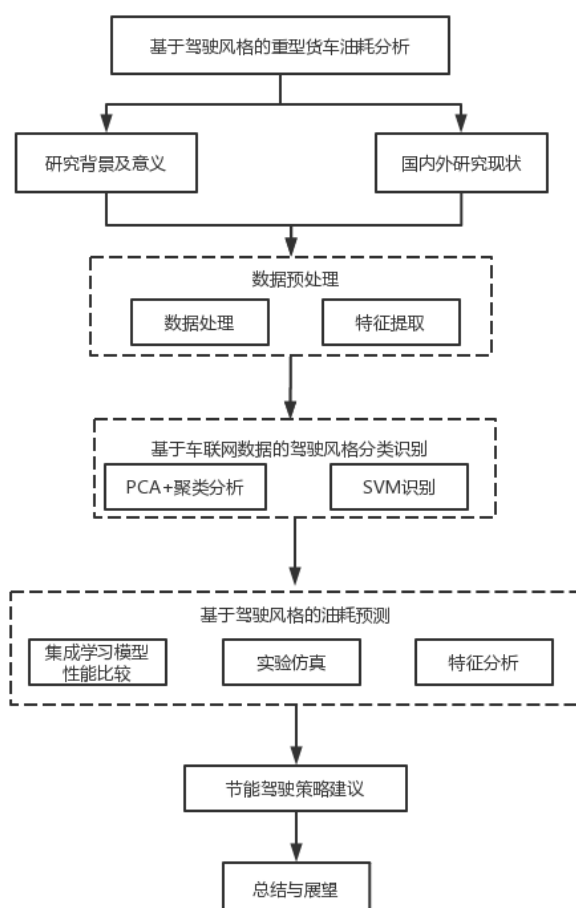 基于驾驶风格的重型货车油耗分析
研究背景及意义
国内外研究现状
数据预处理
数据处理
特征提取
基于车联网数据的驾驶风格分类识别
PCA+聚类分析
SVM识别
基于驾驶风格的油耗预测
集成学习模型
性能比较
实验仿真
特征分析
节能驾驶策略建议
总结与展望